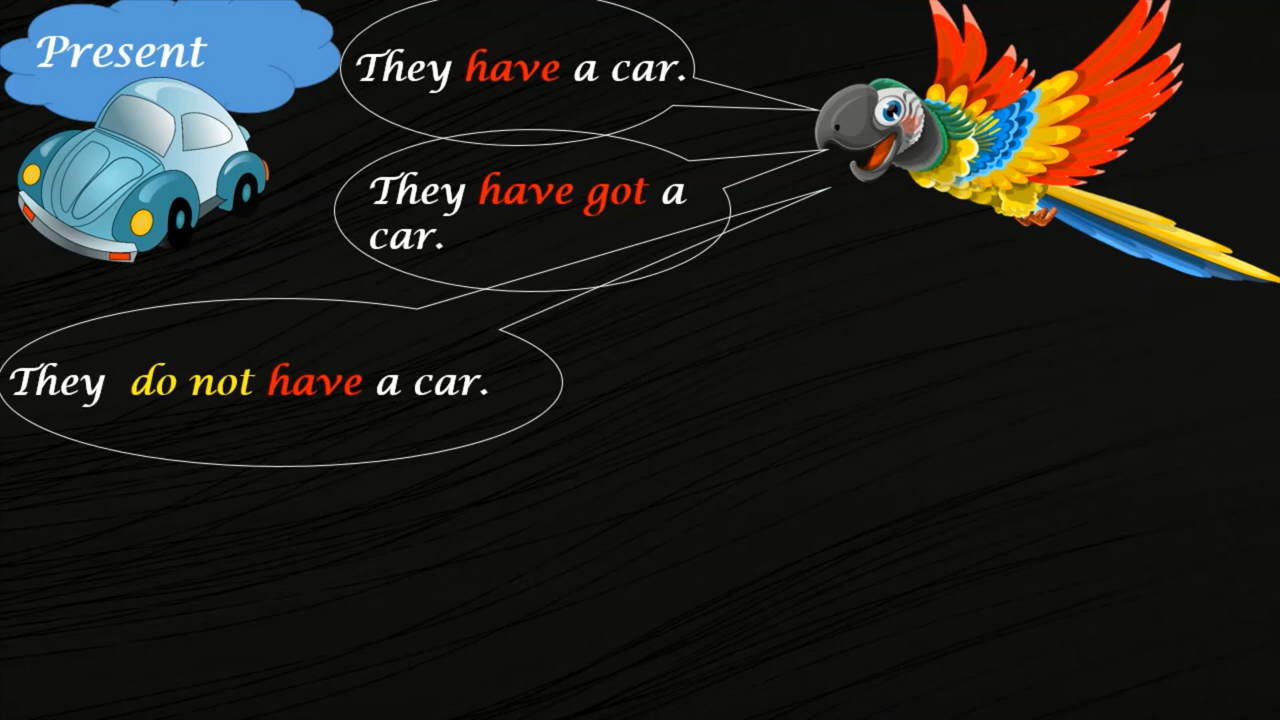 Present
They have a car.
They have got a
car.
They do not have a car.